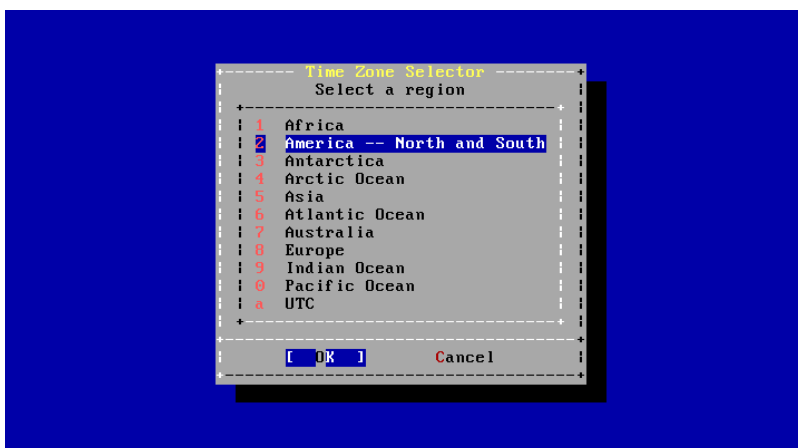 Time Zone Selector
Select a region
1 Africa
2 America -- North and South
3 Antarctica
4 Arctic Ocean
5 Asia
6 Atlantic Ocean
7 Australia
8 Europe
9 Indian Ocean
0 Pacific Ocean
a UTC
[ OK ] Cancel